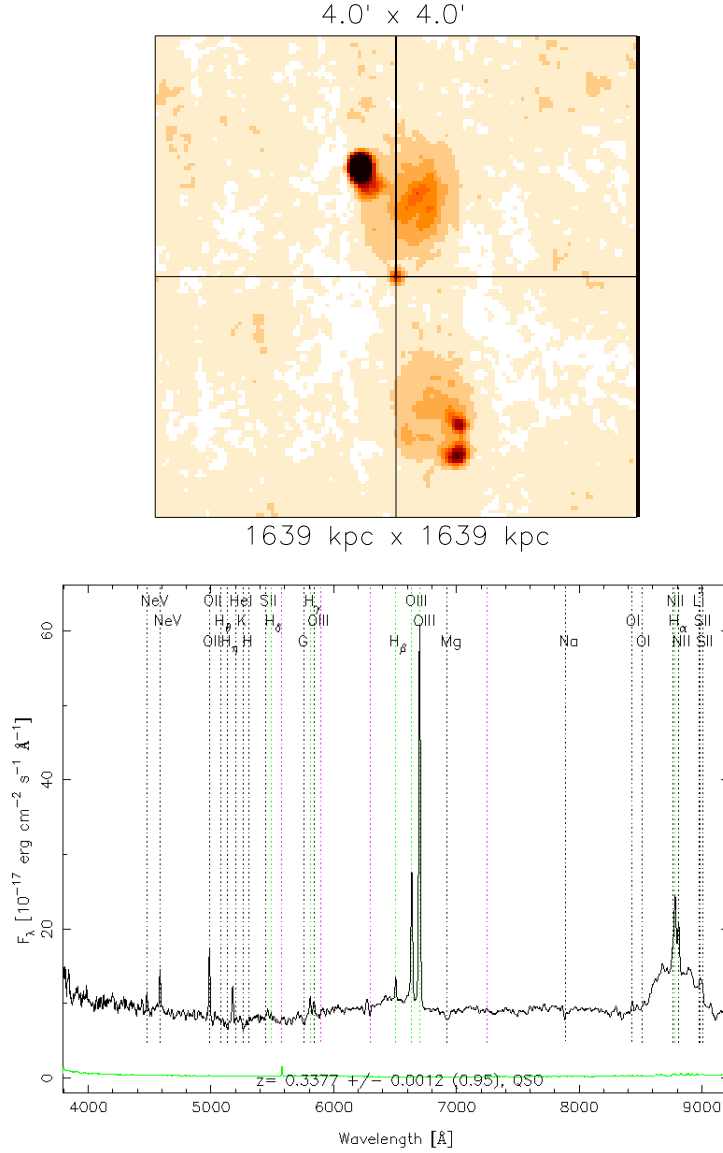 4.0' x 4.0'
1639 kpc x 1639 kpc
NeV OII HeI SII Hγ OIII NII Li
NeV Hθ K Hδ OIII OIII OI Hα SII
OII Hη H G Hβ Mg Na OI NII SII
60
40
20
0
Fλ [10⁻¹⁷ erg cm⁻² s⁻¹ Å⁻¹]
z= 0.3377 +/- 0.0012 (0.95), QSO
4000 5000 6000 7000 8000 9000
Wavelength [Å]